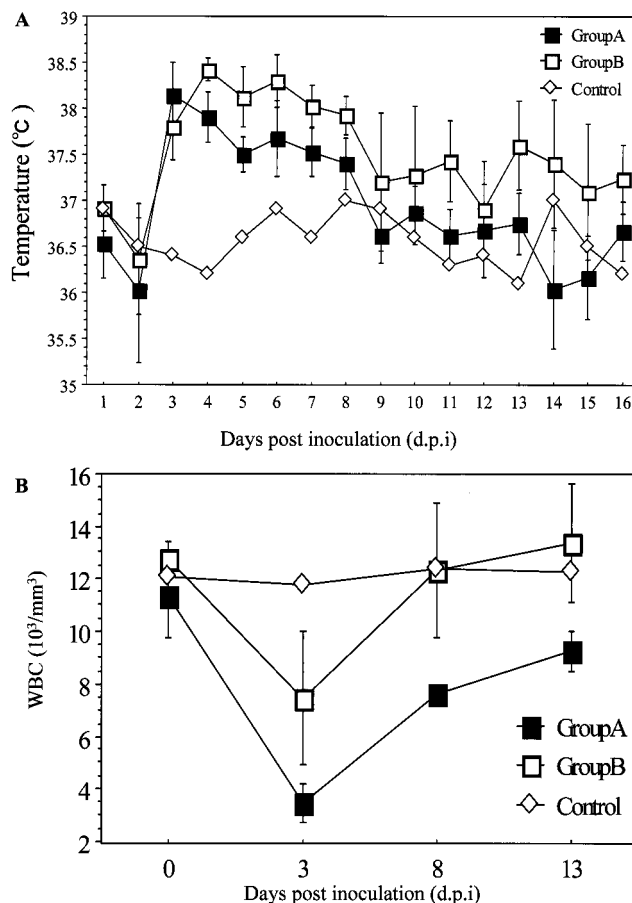 A
39
38.5
38
37.5
37
36.5
36
35.5
35
Temperature (℃)
GroupA
GroupB
Control
1 2 3 4 5 6 7 8 9 10 11 12 13 14 15 16
Days post inoculation (d.p.i)
B
16
14
12
10
8
6
4
2
WBC (10³/mm³)
GroupA
GroupB
Control
0 3 8 13
Days post inoculation (d.p.i)